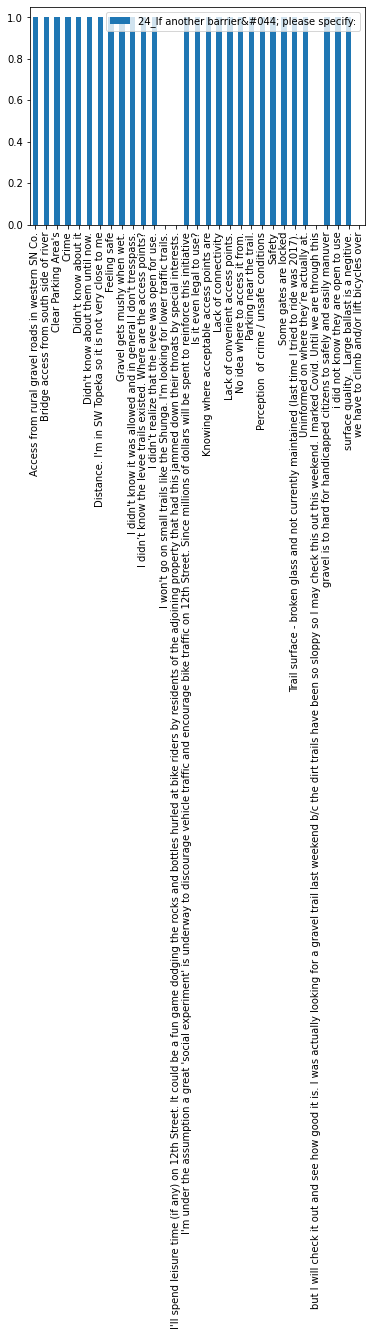 24_If another barrier&#044; please specify:
1.0
0.8
0.6
0.4
0.2
0.0
Access from rural gravel roads in western SN Co.
Bridge access from south side of river
Clear Parking Area's
Crime
Didn't know about it
Didn't know about them until now.
Distance. I'm in SW Topeka so it is not very close to me
Feeling safe
Gravel gets mushy when wet.
I didn't know it was allowed and in general I don't tresspass,
I didn't know the levee trails existed. Where are the access points?
I didn't realize that the levee was open for use.
I won't go on small trails like the Shunga. I'm looking for lower traffic trails.
I'll spend leisure time (if any) on 12th Street. It could be a fun game dodging the rocks and bottles hurled at bike riders by residents of the adjoining property that had this jammed down their throats by special interests.
I'm under the assumption a great 'social experiment' is underway to discourage vehicle traffic and encourage bike traffic on 12th Street. Since millions of dollars will be spent to reinforce this initiative
Is it even legal to use?
Knowing where acceptable access points are
Lack of connectivity
Lack of convenient access points.
No idea where to access it from.
Parking near the trail.
Perception  of crime / unsafe conditions
Safety
Some gates are locked
Trail surface - broken glass and not currently maintained (last time I tried to ride was 2017).
Uninformed on where they're actually at.
but I will check it out and see how good it is. I was actually looking for a gravel trail last weekend b/c the dirt trails have been so sloppy so I may check this out this weekend. I marked Covid. Until we are through this
gravel is to hard for handicapped citizens to safely and easily manuver
i did not know they are open to use
surface quality.  Large ballast is a negitive.
we have to climb and/or lift bicycles over